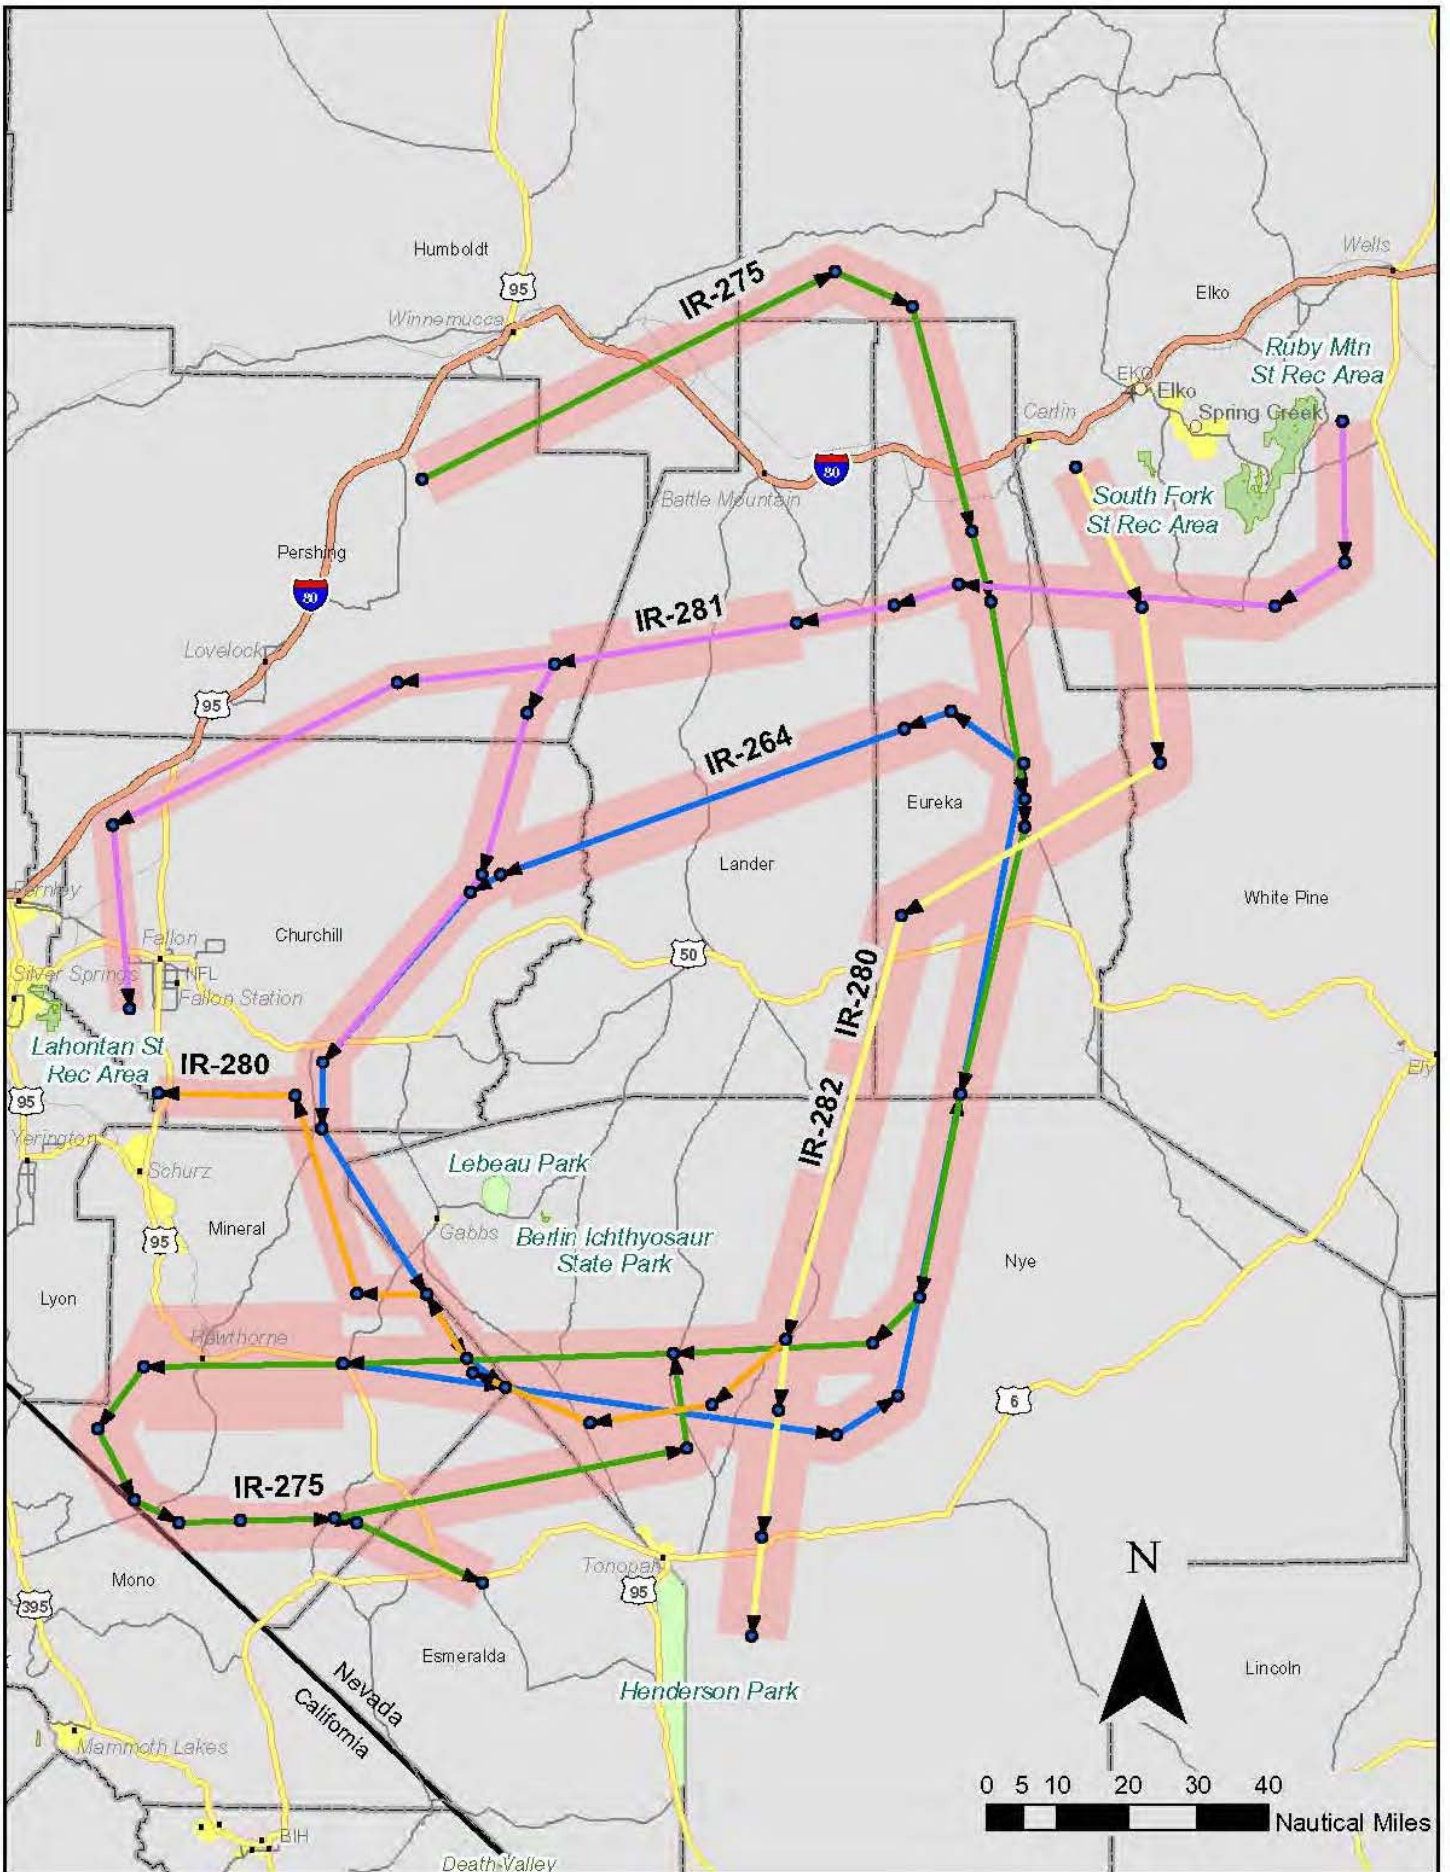 Humboldt
Wells
IR-275
Elko
95
Winnemucca
Ruby Mtn
St Rec Area
EKO
Elko
Carlin
Spring Creek
80
Battle Mountain
South Fork
St Rec Area
Pershing
80
IR-281
Lovelock
95
IR-264
Eureka
Lander
White Pine
Fernley
Churchill
Fallon
50
Silver Springs
NFL
Fallon Station
IR-280
Lahontan St
Rec Area
IR-280
Ely
95
IR-282
Yerington
Schurz
Lebeau Park
Mineral
95
Gabbs
Berlin Ichthyosaur
State Park
Nye
Lyon
Hawthorne
6
IR-275
N
Tonopah
Mono
95
395
Esmeralda
Lincoln
Nevada
California
Henderson Park
Mammoth Lakes
0 5 10 20 30 40
Nautical Miles
BIH
Death Valley